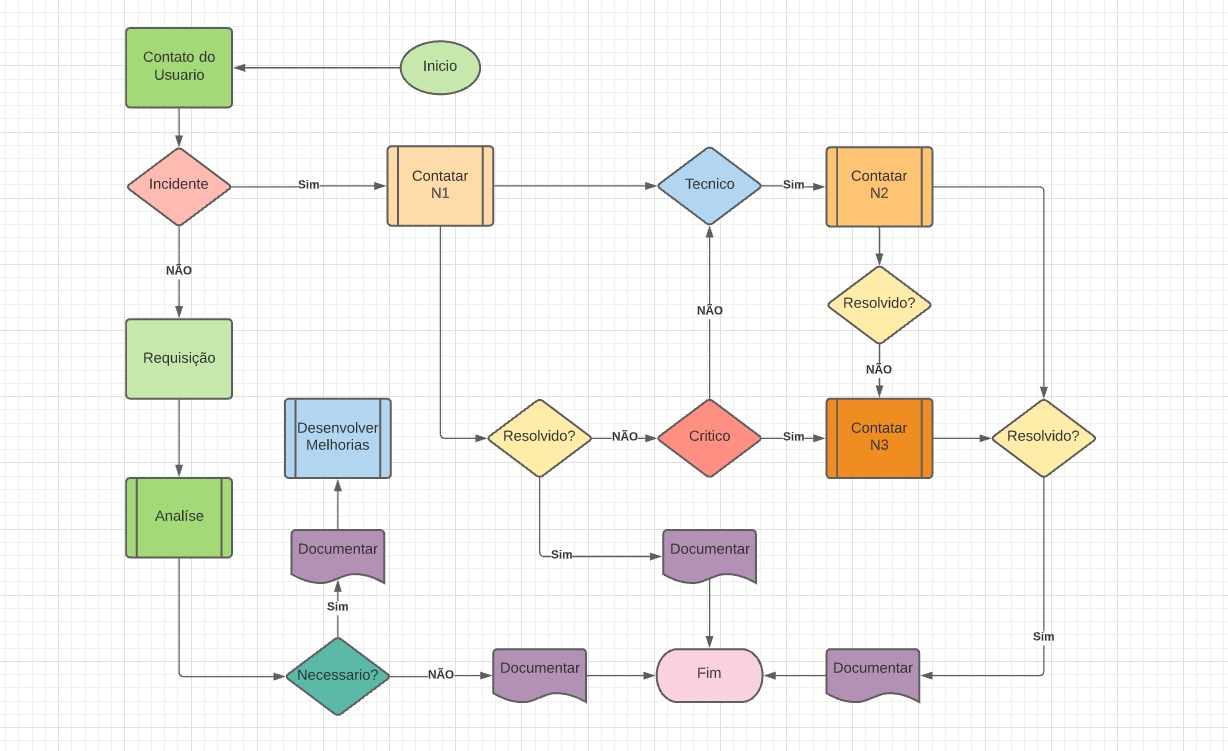 Contato do
Usuario
Inicio
Incidente
Sim
Contatar
N1
Tecnico
Sim
Contatar
N2
NÃO
NÃO
Resolvido?
Requisição
NÃO
Desenvolver
Melhorias
Resolvido?
NÃO
Critico
Sim
Contatar
N3
Resolvido?
Analíse
Documentar
Sim
Documentar
Sim
Sim
Necessario?
NÃO
Documentar
Fim
Documentar